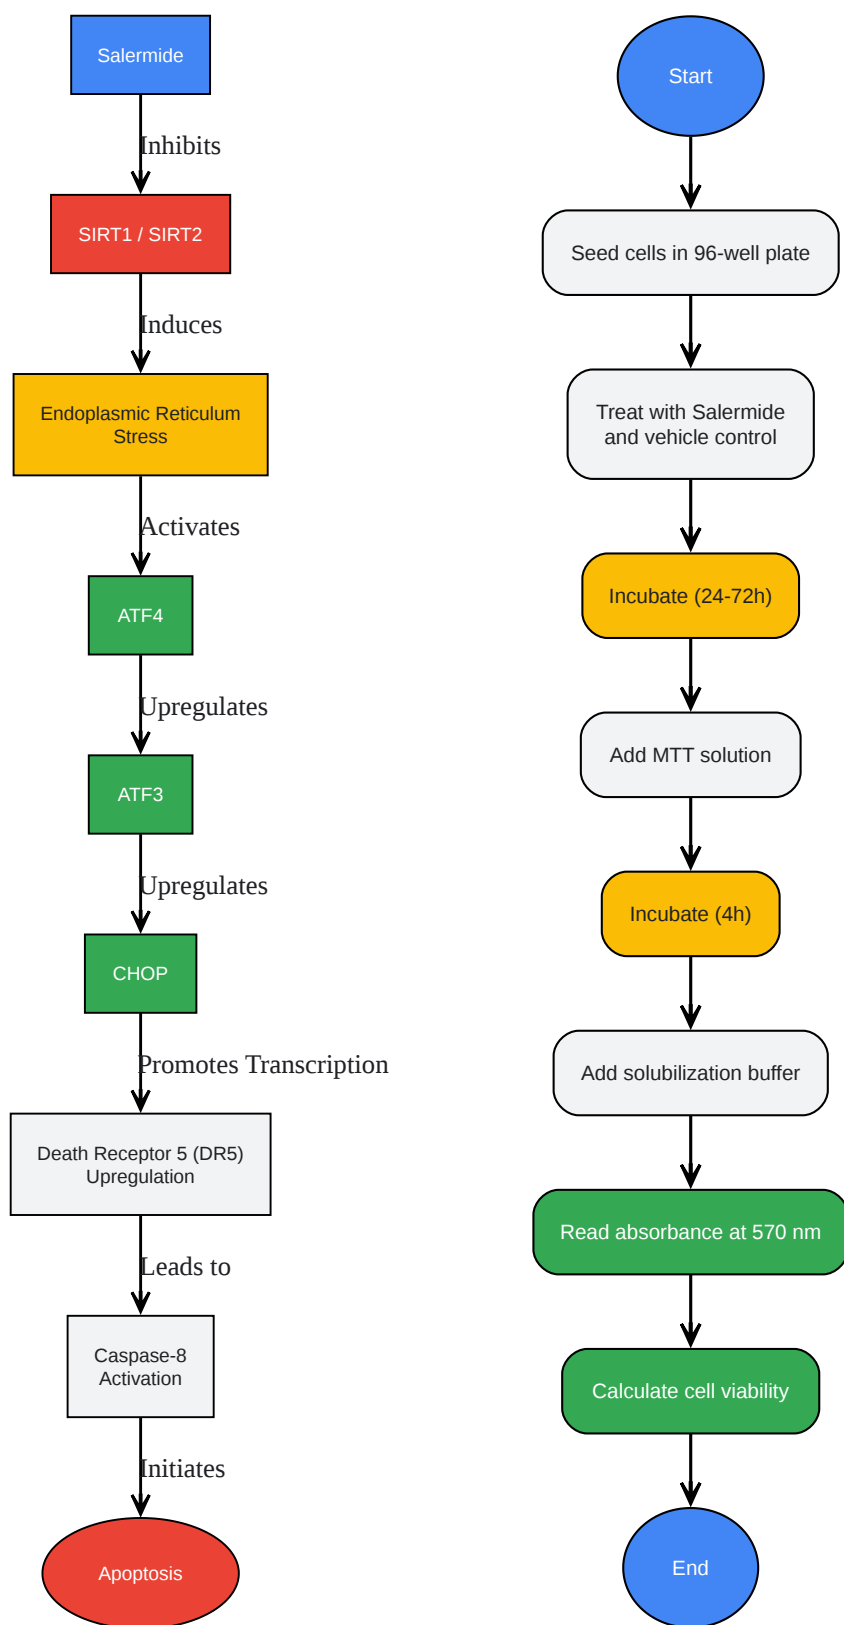 Salermide
Inhibits
SIRT1 / SIRT2
Induces
Endoplasmic Reticulum
Stress
Activates
ATF4
Upregulates
ATF3
Upregulates
CHOP
Promotes Transcription
Death Receptor 5 (DR5)
Upregulation
Leads to
Caspase-8
Activation
Initiates
Apoptosis
Start
Seed cells in 96-well plate
Treat with Salermide
and vehicle control
Incubate (24-72h)
Add MTT solution
Incubate (4h)
Add solubilization buffer
Read absorbance at 570 nm
Calculate cell viability
End